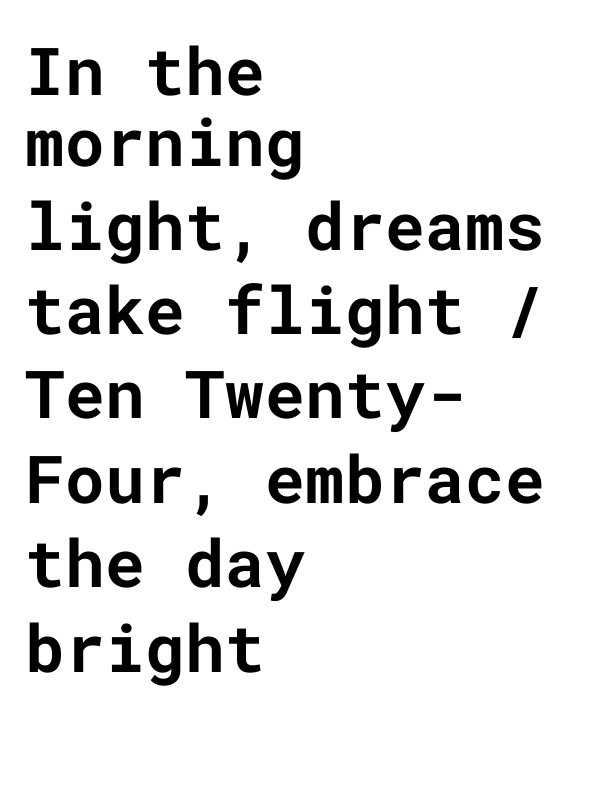 In the
morning
light, dreams
take flight /
Ten Twenty-
Four, embrace
the day
bright